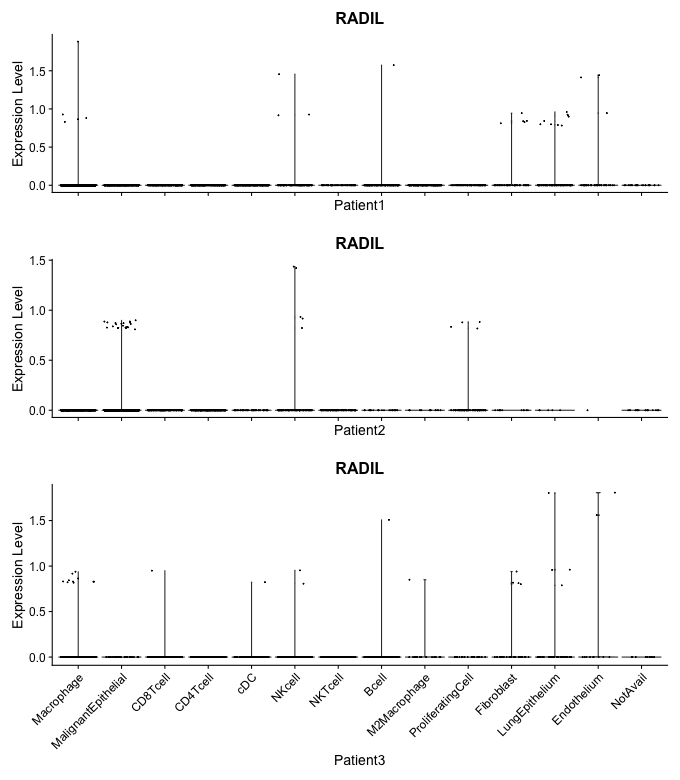 RADIL
Expression Level
1.5
1.0
0.5
0.0
Patient1
RADIL
Expression Level
1.5
1.0
0.5
0.0
Patient2
RADIL
Expression Level
1.5
1.0
0.5
0.0
Macrophage
MalignantEpithelial
CD8Tcell
CD4Tcell
cDC
NKcell
NKTcell
Bcell
M2Macrophage
ProliferatingCell
Fibroblast
LungEpithelium
Endothelium
NotAvail
Patient3